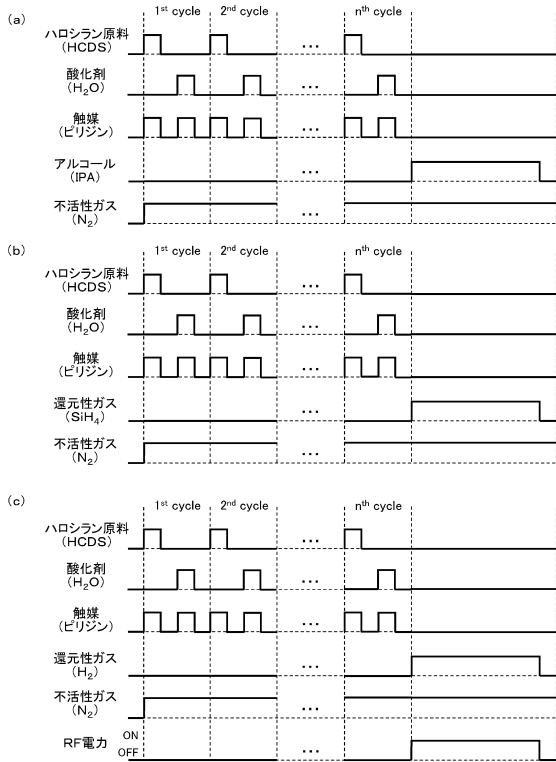 (a)
1st cycle 2nd cycle nth cycle
ハロシラン原料
(HCDS)
...
酸化剤
(H2O)
...
触媒
(ピリジン)
...
アルコール
(IPA)
...
不活性ガス
(N2)
...
(b)
1st cycle 2nd cycle nth cycle
ハロシラン原料
(HCDS)
...
酸化剤
(H2O)
...
触媒
(ピリジン)
...
還元性ガス
(SiH4)
...
不活性ガス
(N2)
...
(c)
1st cycle 2nd cycle nth cycle
ハロシラン原料
(HCDS)
...
酸化剤
(H2O)
...
触媒
(ピリジン)
...
還元性ガス
(H2)
...
不活性ガス
(N2)
...
RF電力 ON
OFF
...